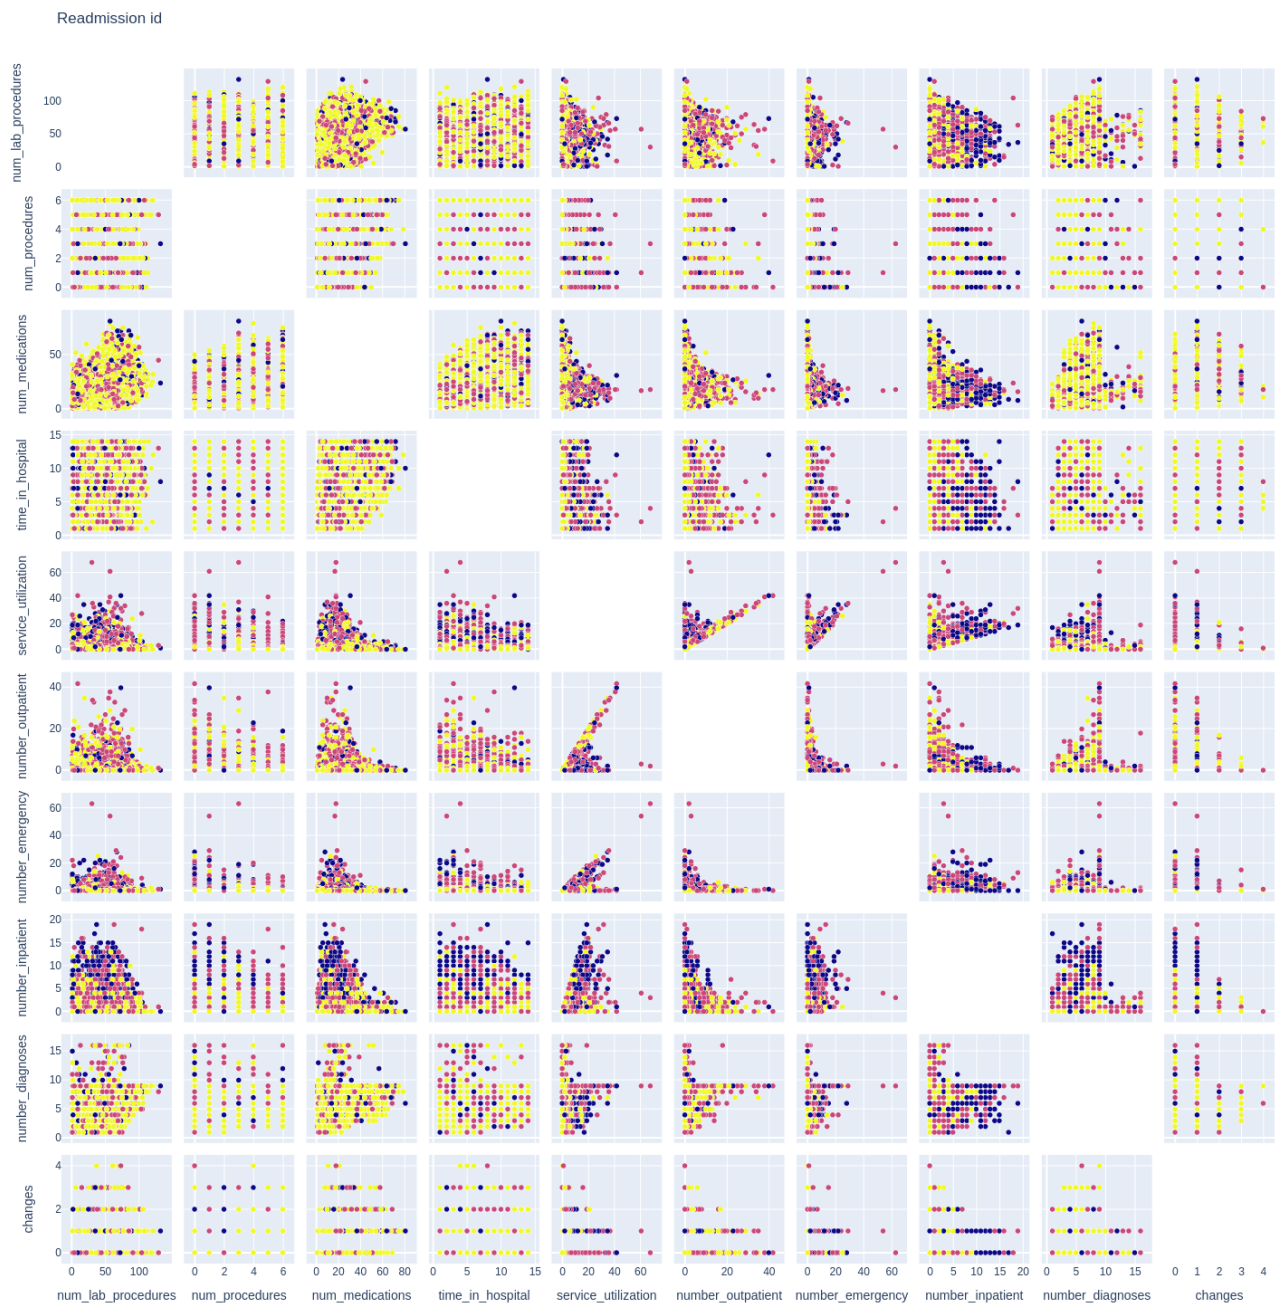 Readmission id
num_lab_procedures
100
50
0
num_procedures
6
4
2
0
num_medications
50
0
time_in_hospital
15
10
5
0
service_utilization
60
40
20
0
number_outpatient
40
20
0
number_emergency
60
40
20
0
number_inpatient
20
15
10
5
0
number_diagnoses
15
10
5
0
changes
4
2
0
0 50 100 0 2 4 6 0 20 40 60 80 0 5 10 15 0 20 40 60 0 20 40 0 20 40 60 0 5 10 15 20 0 5 10 15 0 1 2 3 4
num_lab_procedures num_procedures num_medications time_in_hospital service_utilization number_outpatient number_emergency number_inpatient number_diagnoses changes